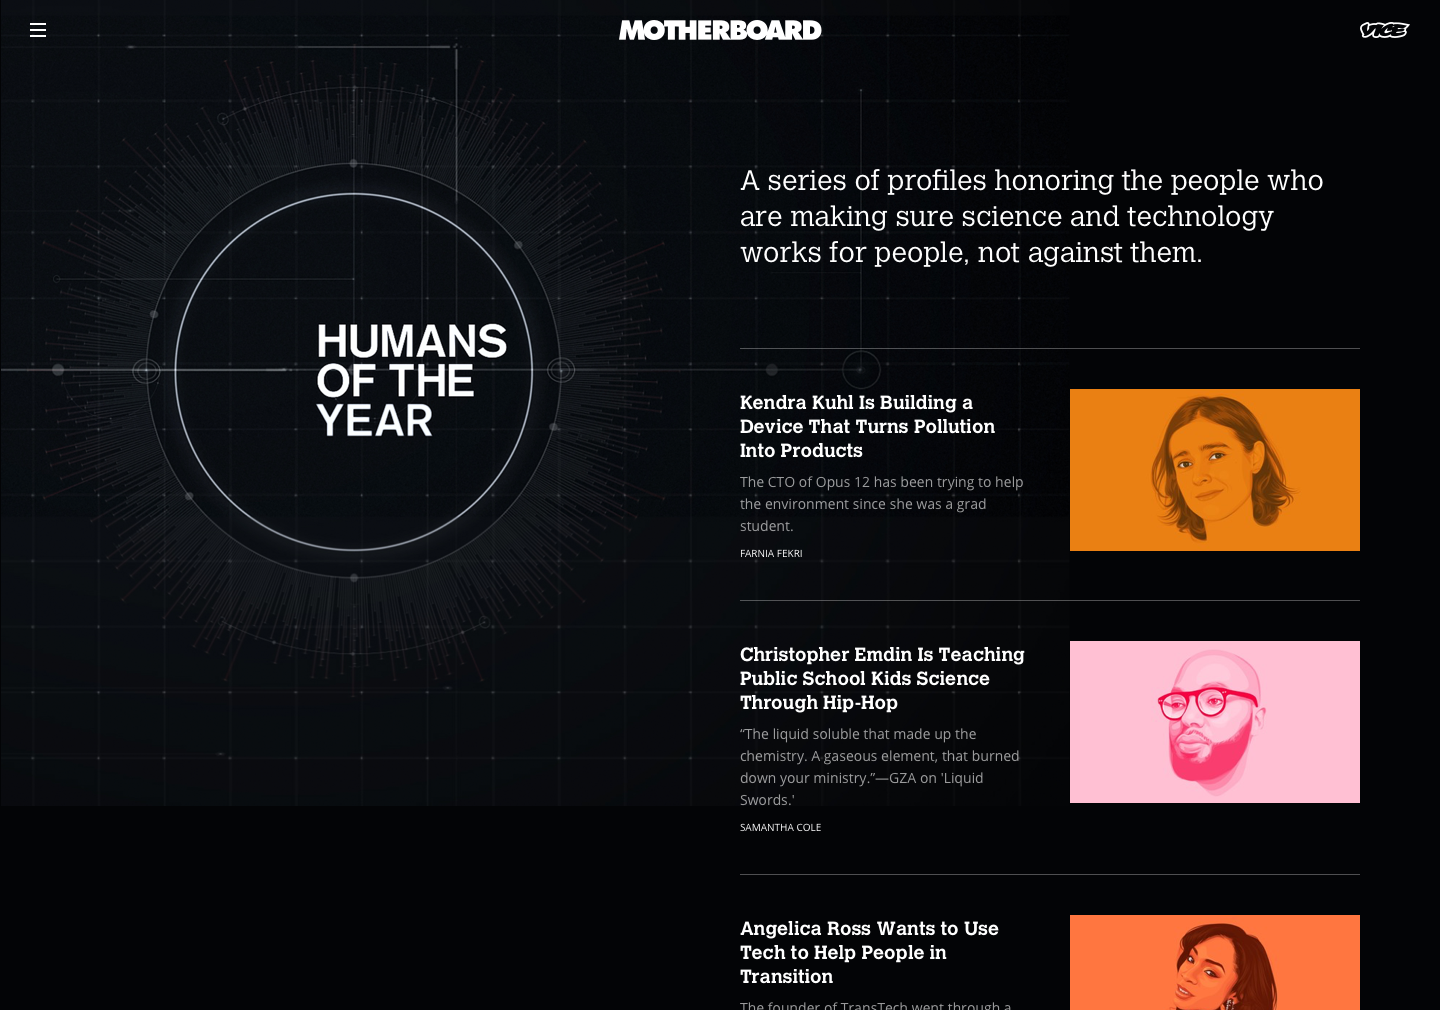 MOTHERBOARD
VICE
HUMANS
OF THE
YEAR
A series of profiles honoring the people who
are making sure science and technology
works for people, not against them.
Kendra Kuhl Is Building a
Device That Turns Pollution
Into Products
The CTO of Opus 12 has been trying to help
the environment since she was a grad
student.
FARNIA FEKRI
Christopher Emdin Is Teaching
Public School Kids Science
Through Hip-Hop
“The liquid soluble that made up the
chemistry. A gaseous element, that burned
down your ministry.”—GZA on 'Liquid
Swords.'
SAMANTHA COLE
Angelica Ross Wants to Use
Tech to Help People in
Transition
The founder of TransTech went through a